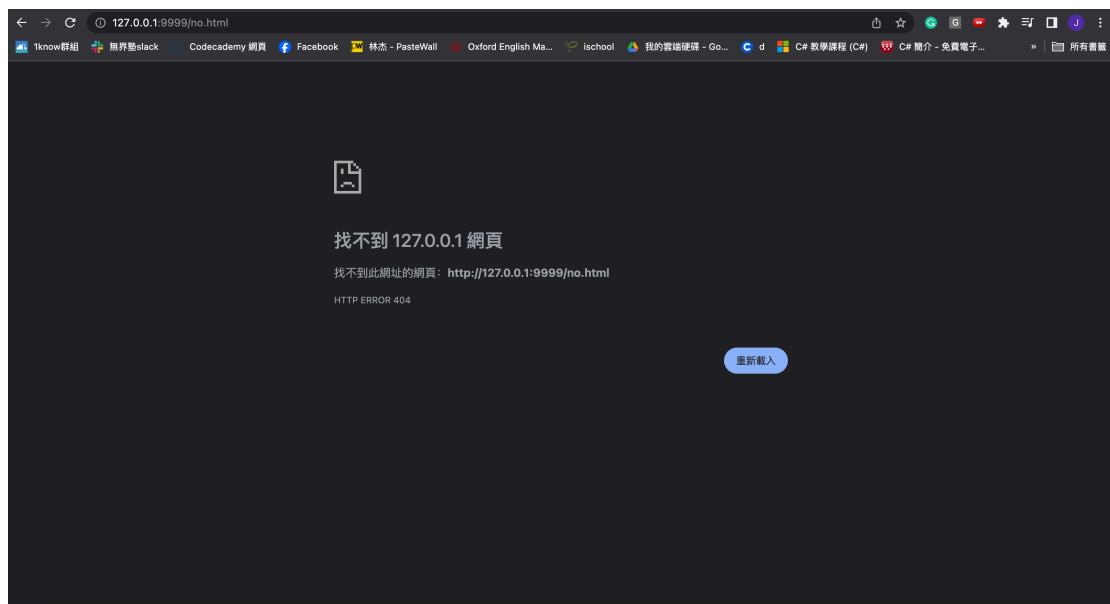 127.0.0.1:9999/no.html
1know群組 無界塾slack Codecademy 網頁 Facebook 林杰 - PasteWall Oxford English Ma... ischool 我的雲端硬碟 - Go... d C# 教學課程 (C#) C# 簡介 - 免費電子... » 所有書籤
找不到 127.0.0.1 網頁
找不到此網址的網頁：http://127.0.0.1:9999/no.html
HTTP ERROR 404
重新載入